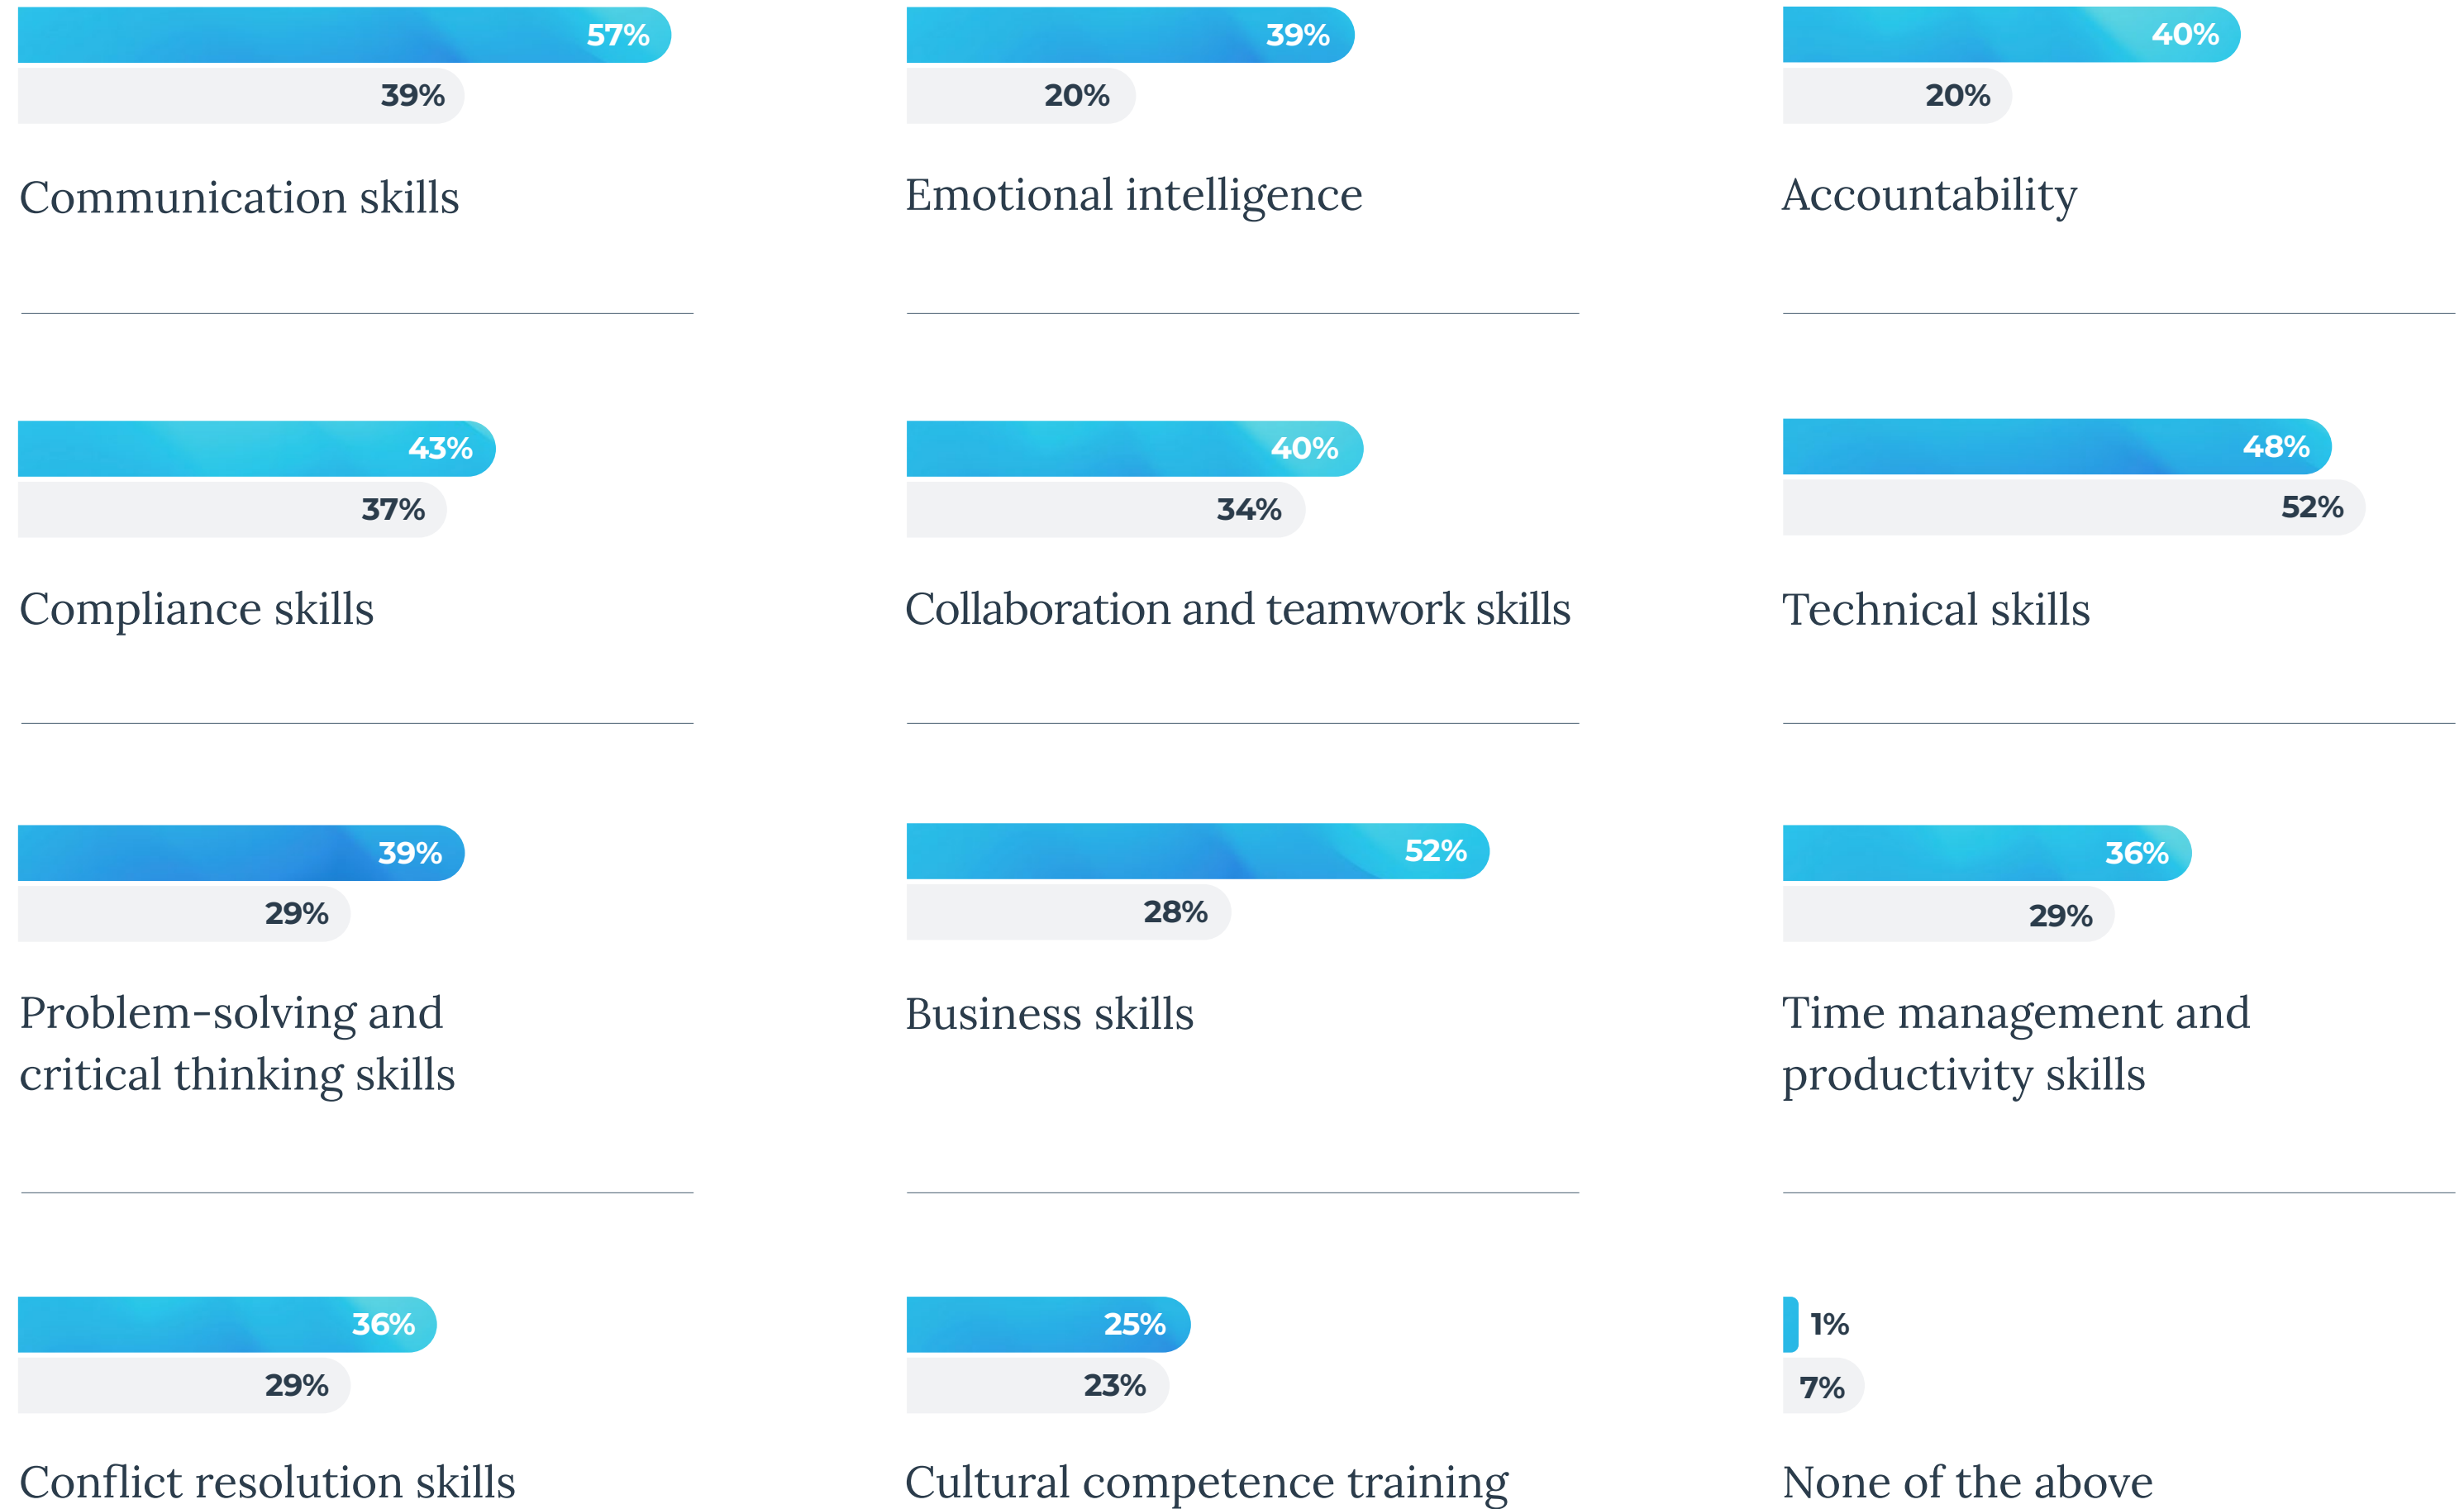 57%
39%
Communication skills
39%
20%
Emotional intelligence
40%
20%
Accountability
43%
37%
Compliance skills
40%
34%
Collaboration and teamwork skills
48%
52%
Technical skills
39%
29%
Problem-solving and
critical thinking skills
52%
28%
Business skills
36%
29%
Time management and
productivity skills
36%
29%
Conflict resolution skills
25%
23%
Cultural competence training
1%
7%
None of the above